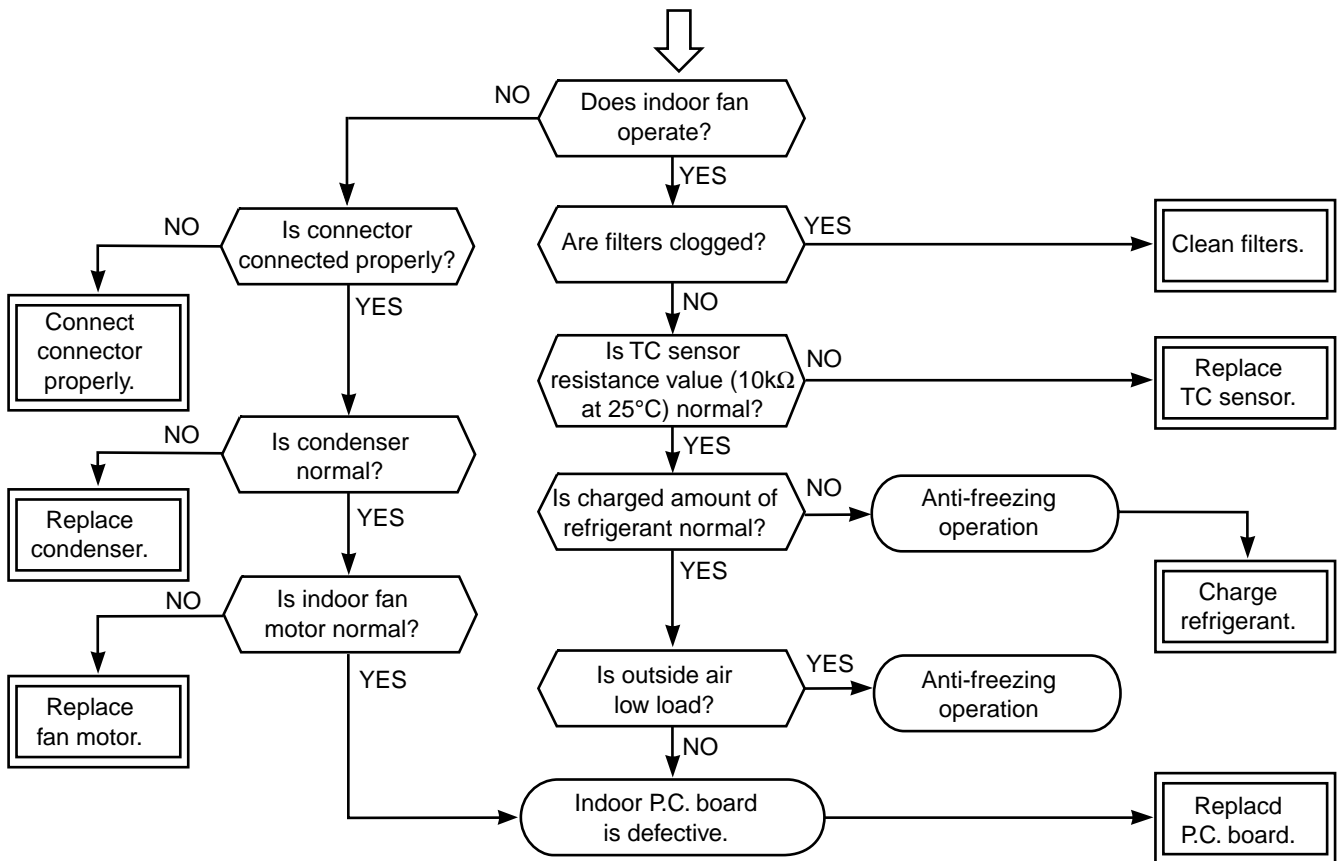 NO
Does indoor fan
operate?
YES
NO
Is connector
connected properly?
YES
Connect
connector
properly.
Are filters clogged?
YES
Clean filters.
NO
Is TC sensor
resistance value (10kΩ
at 25°C) normal?
NO
Replace
TC sensor.
YES
NO
Is condenser
normal?
YES
Replace
condenser.
Is charged amount of
refrigerant normal?
NO
Anti-freezing
operation
Charge
refrigerant.
YES
NO
Is indoor fan
motor normal?
YES
Replace
fan motor.
Is outside air
low load?
YES
Anti-freezing
operation
NO
Indoor P.C. board
is defective.
Replacd
P.C. board.